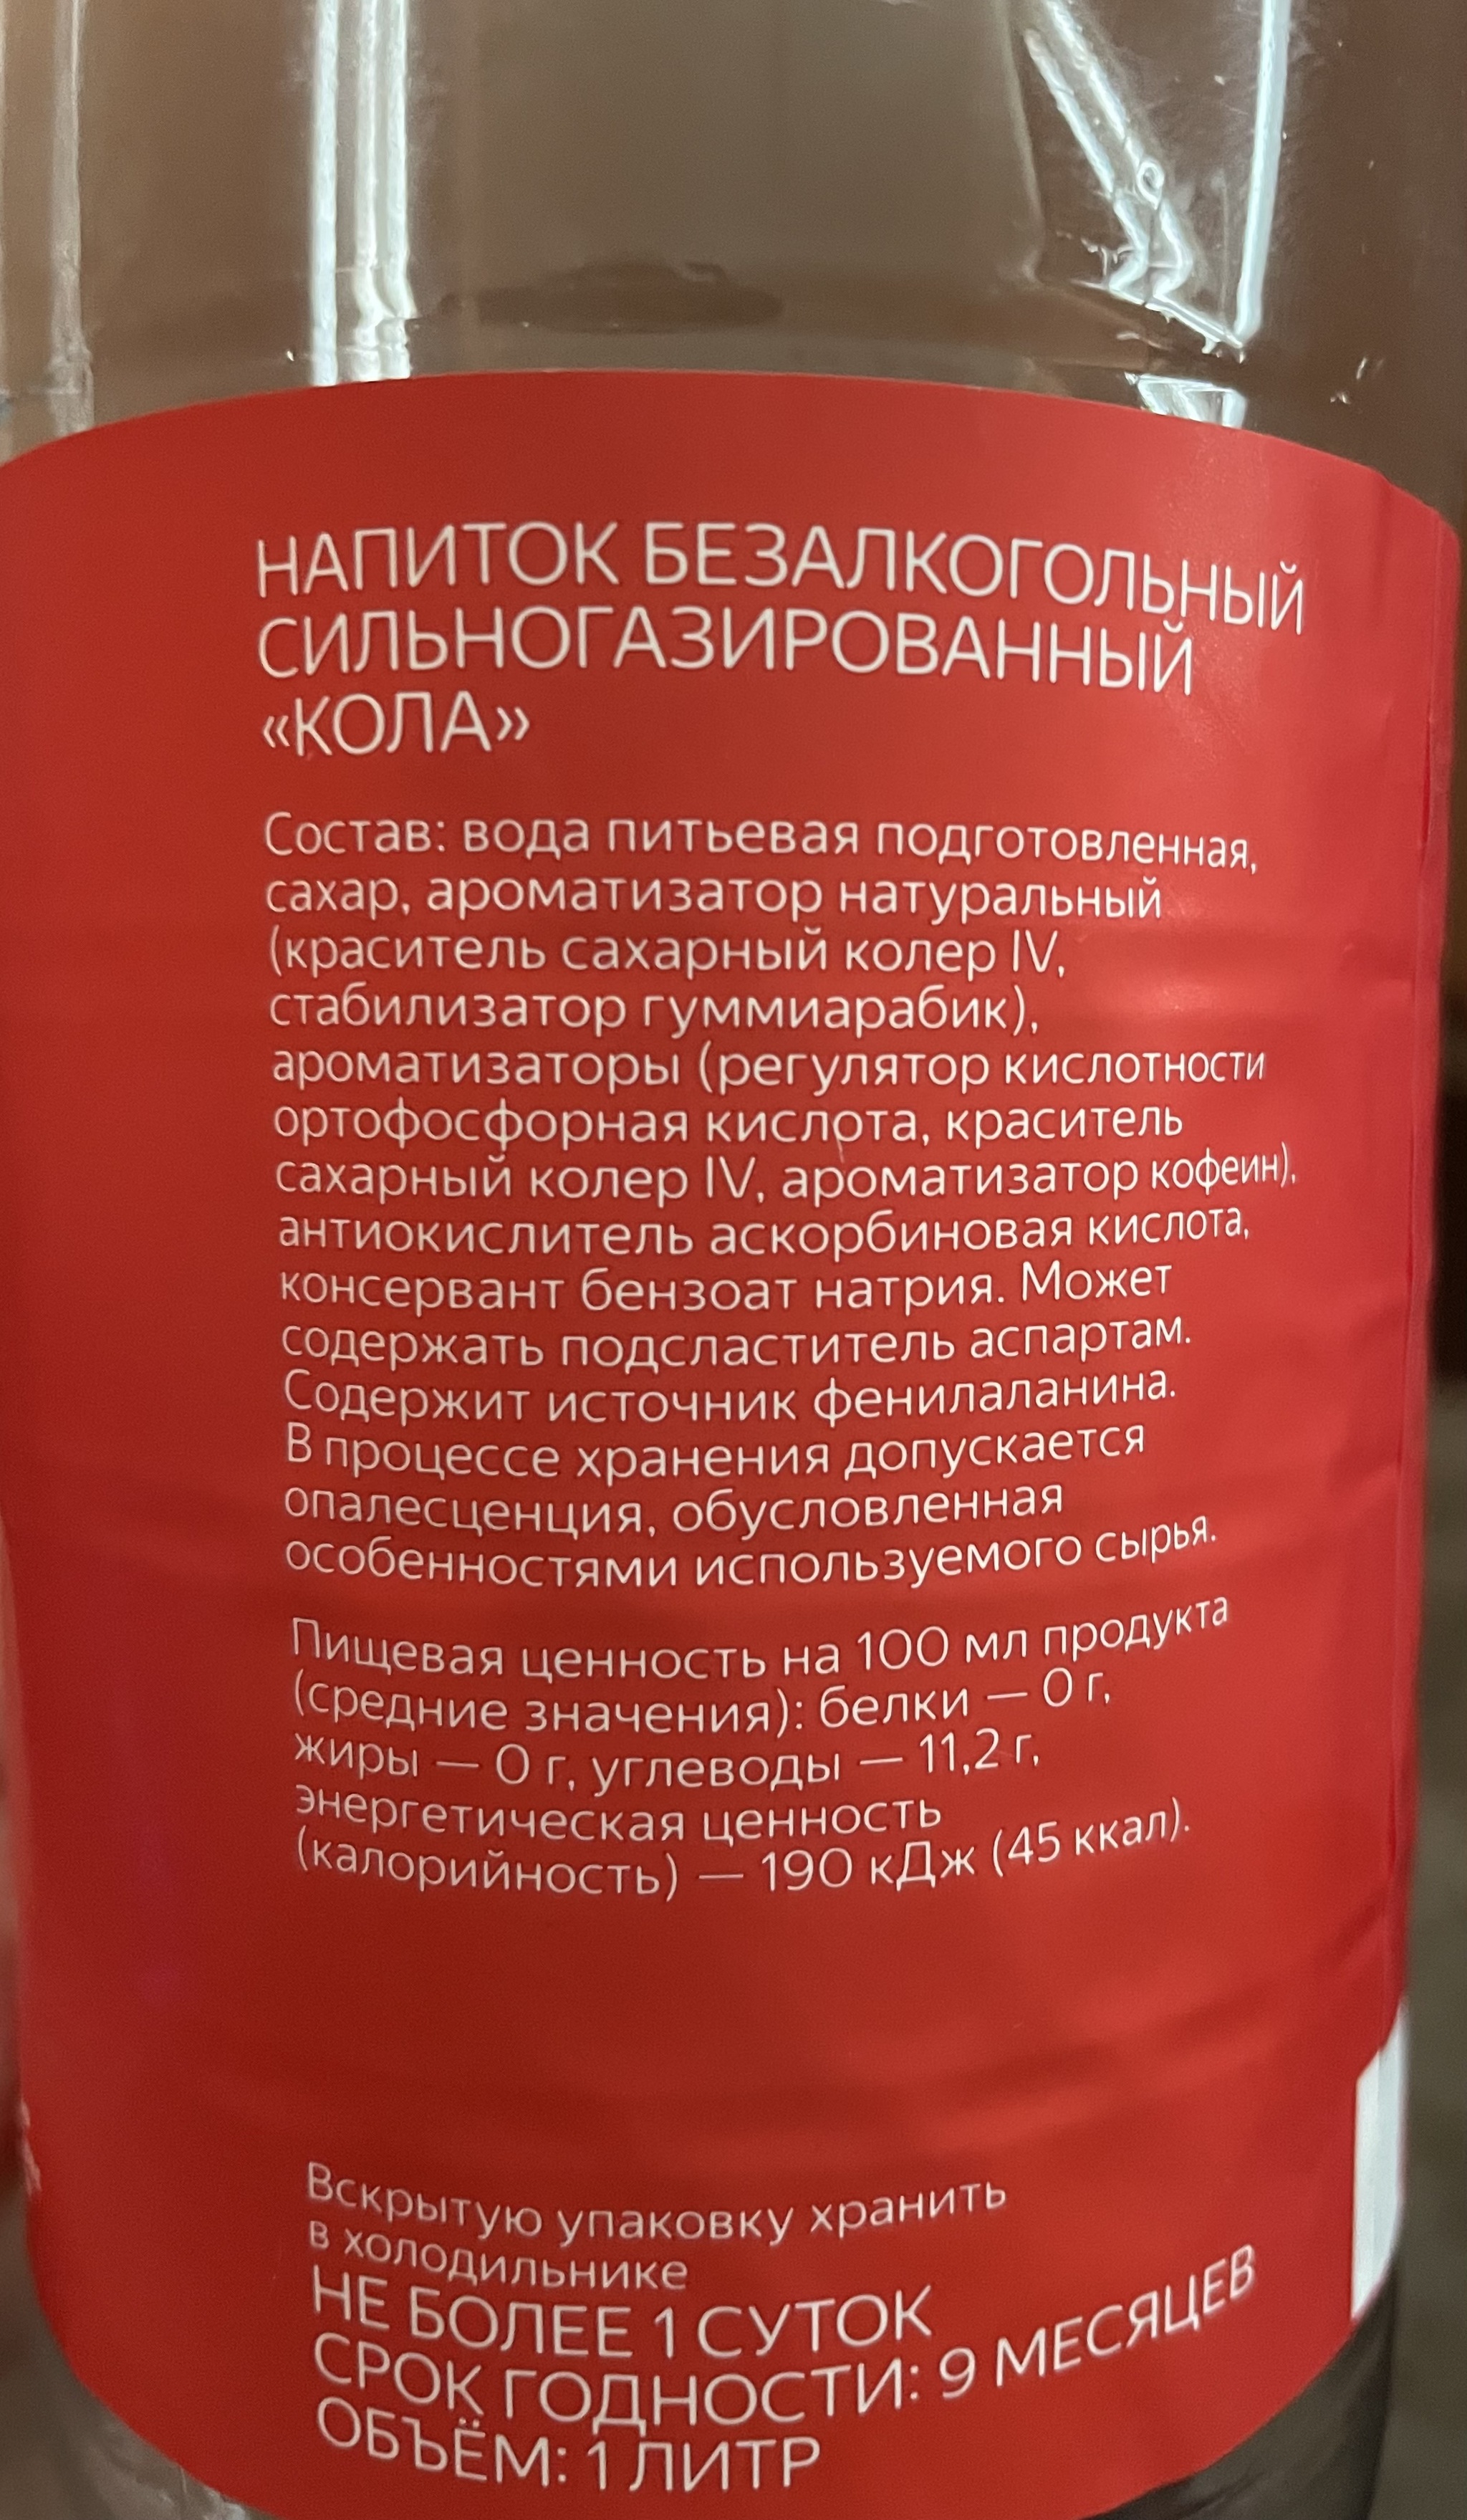 НАПИТОК БЕЗАЛКОГОЛЬНЫЙ
СИЛЬНОГАЗИРОВАННЫЙ
«КОЛА»
Состав: вода питьевая подготовленная,
сахар, ароматизатор натуральный
(краситель сахарный колер IV,
стабилизатор гуммиарабик),
ароматизаторы (регулятор кислотности
ортофосфорная кислота, краситель
сахарный колер IV, ароматизатор кофеин),
антиокислитель аскорбиновая кислота,
консервант бензоат натрия. Может
содержать подсластитель аспартам.
Содержит источник фенилаланина.
В процессе хранения допускается
опалесценция, обусловленная
особенностями используемого сырья.
Пищевая ценность на 100 мл продукта
(средние значения): белки — 0 г,
жиры — 0 г, углеводы — 11,2 г,
энергетическая ценность
(калорийность) — 190 кДж (45 ккал).
Вскрытую упаковку хранить
в холодильнике
НЕ БОЛЕЕ 1 СУТОК
СРОК ГОДНОСТИ: 9 МЕСЯЦЕВ
ОБЪЁМ: 1 ЛИТР